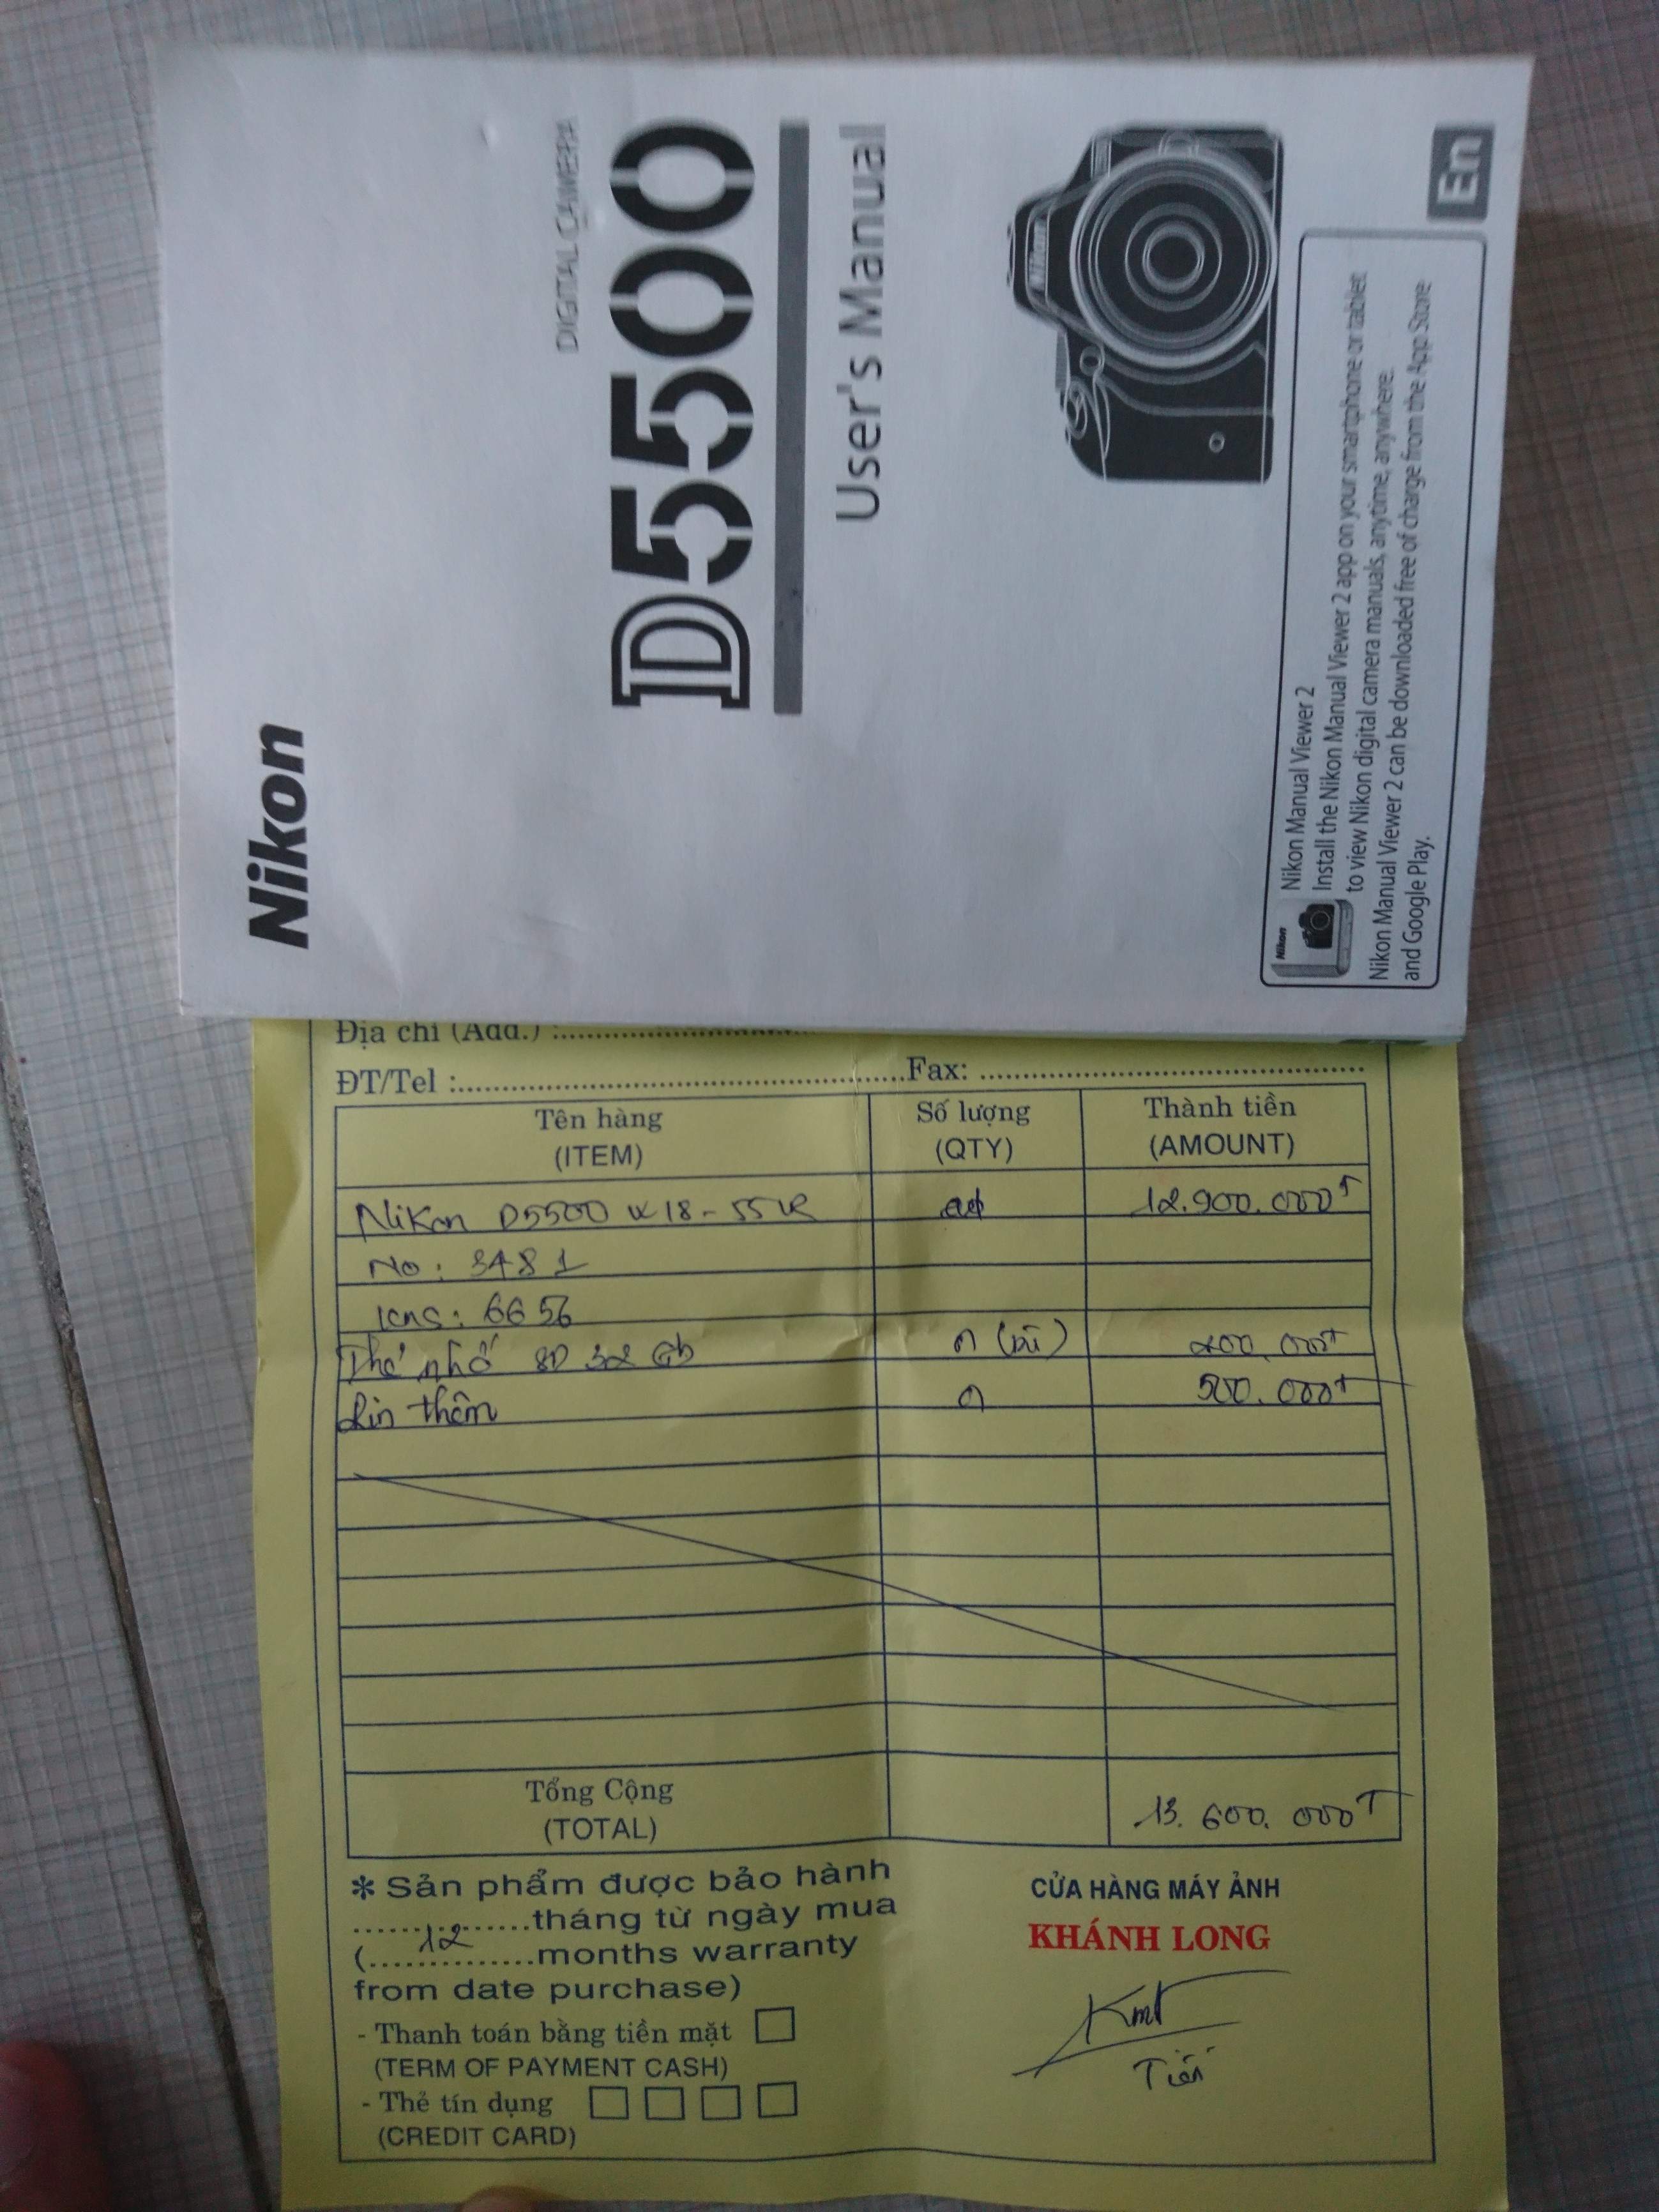 Nikon
DIGITAL CAMERA
D5500
User's Manual
Nikon
Nikon
Nikon Manual Viewer 2
Install the Nikon Manual Viewer 2 app on your smartphone or tablet
to view Nikon digital camera manuals, anytime, anywhere.
Nikon Manual Viewer 2 can be downloaded free of charge from the App Store
and Google Play.
En
Địa chỉ (Add.) :
ĐT/Tel : Fax:
Tên hàng Số lượng Thành tiền
(ITEM) (QTY) (AMOUNT)
Nikon D5500 K 18-55 VR 12.900.000
No: 3481
lens: 6656
Thẻ nhớ SD 32 Gb 1 200.000
Pin thêm 1 500.000
Tổng Cộng
(TOTAL) 13.600.000
* Sản phẩm được bảo hành
tháng từ ngày mua
(12 months warranty
from date purchase)
- Thanh toán bằng tiền mặt
(TERM OF PAYMENT CASH)
- Thẻ tín dụng
(CREDIT CARD)
CỬA HÀNG MÁY ẢNH
KHÁNH LONG
Tiến